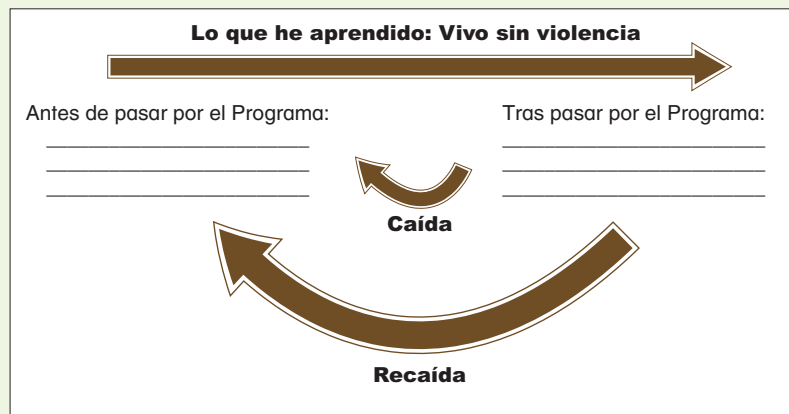 Lo que he aprendido: Vivo sin violencia
Antes de pasar por el Programa:
Tras pasar por el Programa:
Caída
Recaída